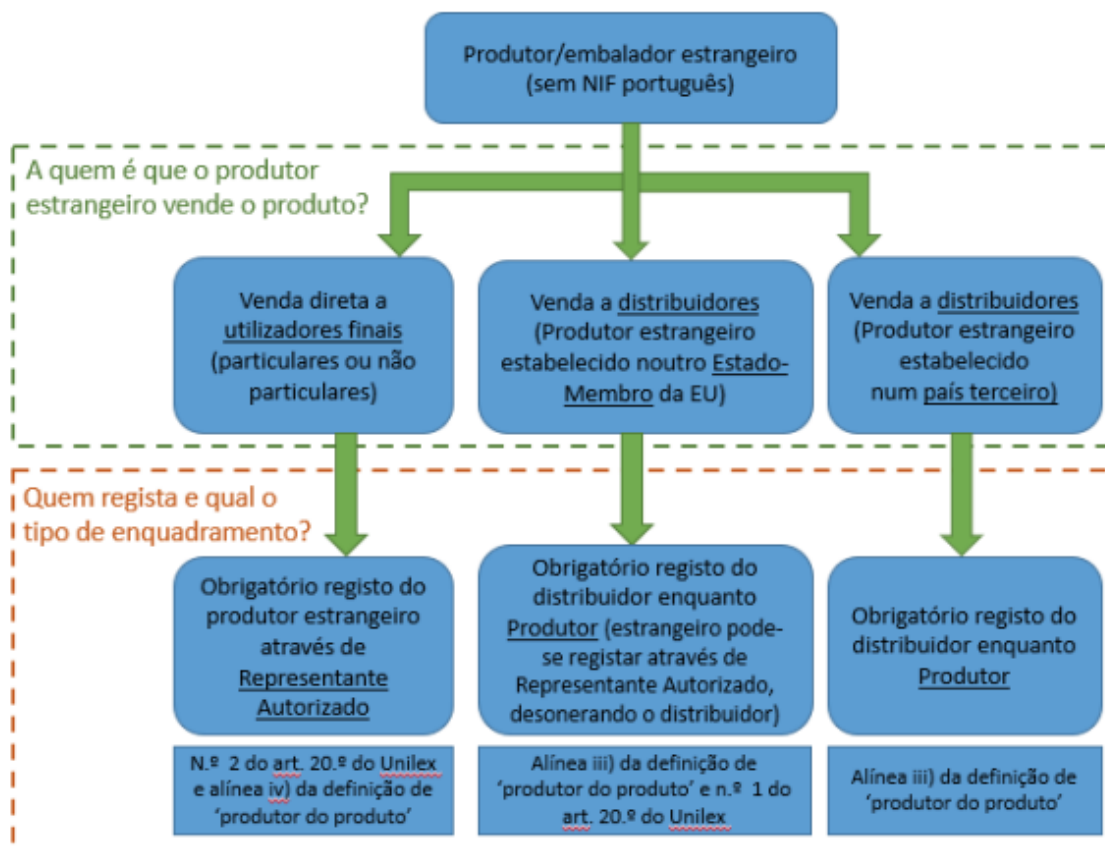 Produtor/embalador estrangeiro
(sem NIF português)
A quem é que o produtor
estrangeiro vende o produto?
Venda direta a
utilizadores finais
(particulares ou não
particulares)
Venda a distribuidores
(Produtor estrangeiro
estabelecido noutro Estado-
Membro da EU)
Venda a distribuidores
(Produtor estrangeiro
estabelecido
num país terceiro)
Quem regista e qual o
tipo de enquadramento?
Obrigatório registo do
produtor estrangeiro
através de
Representante
Autorizado
Obrigatório registo do
distribuidor enquanto
Produtor (estrangeiro pode-
se registar através de
Representante Autorizado,
desonerando o distribuidor)
Obrigatório registo do
distribuidor enquanto
Produtor
N.º 2 do art. 20.º do Unilex
e alínea iv) da definição de
‘produtor do produto’
Alínea iii) da definição de
‘produtor do produto’ e n.º 1 do
art. 20.º do Unilex
Alínea iii) da definição de
‘produtor do produto’